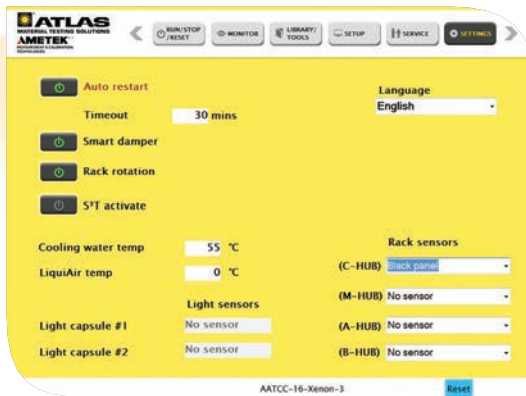 ATLAS
MATERIAL TESTING SOLUTIONS
AMETEK
MEASUREMENT & CALIBRATION
TECHNOLOGIES
RUN/STOP
/RESET
MONITOR
LIBRARY/
TOOLS
SETUP
SERVICE
SETTINGS
Auto restart
Timeout 30 mins
Language
English
Smart damper
Rack rotation
S³T activate
Cooling water temp 55 °C
LiquiAir temp 0 °C
Rack sensors
(C-HUB) Black panel
(M-HUB) No sensor
(A-HUB) No sensor
(B-HUB) No sensor
Light sensors
Light capsule #1 No sensor
Light capsule #2 No sensor
AATCC-16-Xenon-3
Reset